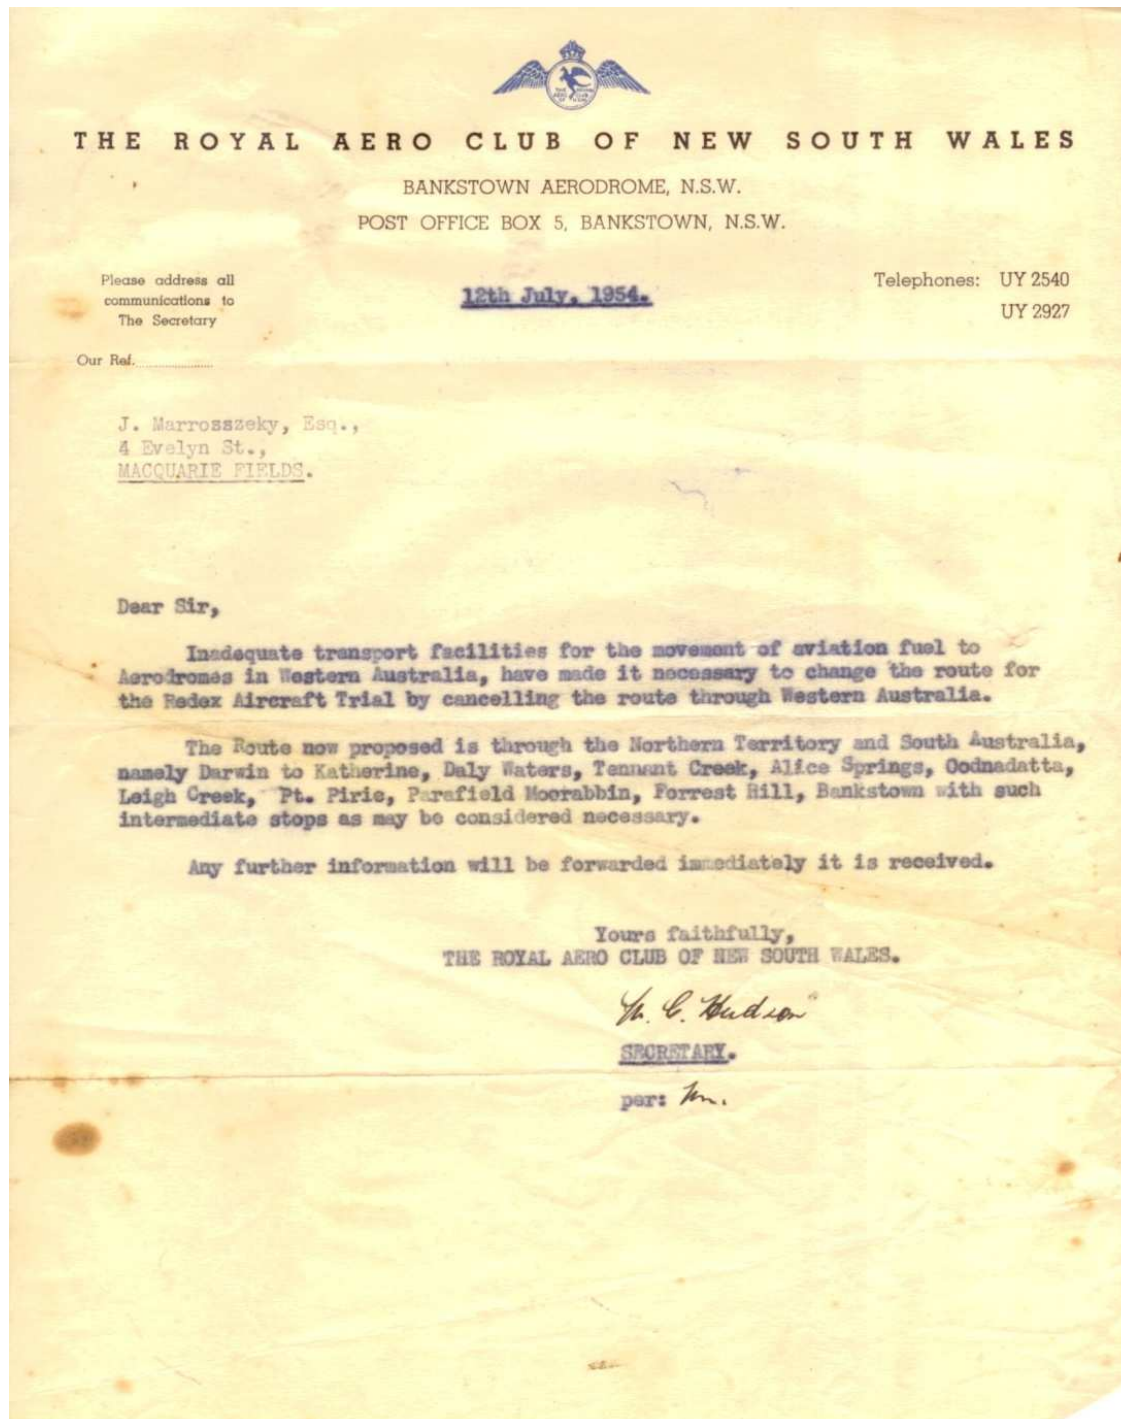 THE ROYAL AERO CLUB OF NEW SOUTH WALES
BANKSTOWN AERODROME, N.S.W.
POST OFFICE BOX 5, BANKSTOWN, N.S.W.
Please address all
communications to
The Secretary
12th July, 1954.
Telephones: UY 2540
UY 2927
Our Ref.
J. Marrosszeky, Esq.,
4 Evelyn St.,
MACQUARIE FIELDS.
Dear Sir,
Inadequate transport facilities for the movement of aviation fuel to
Aerodromes in Western Australia, have made it necessary to change the route for
the Redex Aircraft Trial by cancelling the route through Western Australia.
The Route now proposed is through the Northern Territory and South Australia,
namely Darwin to Katherine, Daly Waters, Tennant Creek, Alice Springs, Oodnadatta,
Leigh Creek, Pt. Pirie, Parafield Moorabbin, Forrest Hill, Bankstown with such
intermediate stops as may be considered necessary.
Any further information will be forwarded immediately it is received.
Yours faithfully,
THE ROYAL AERO CLUB OF NEW SOUTH WALES.
C. Hudson
SECRETARY.
per: